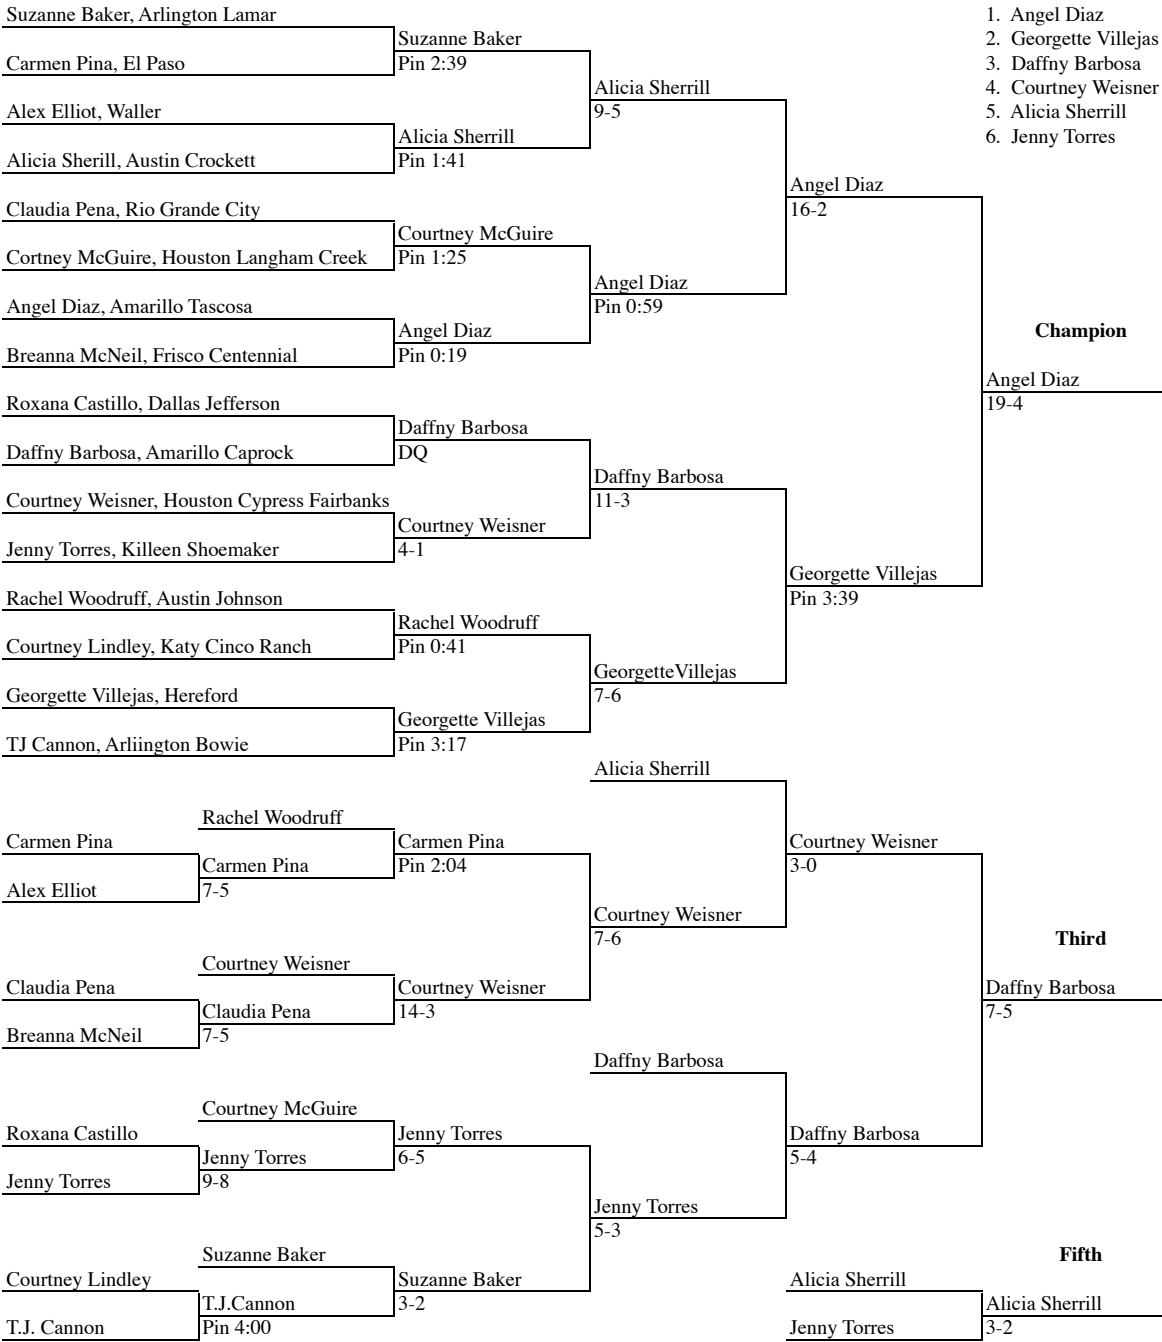 Suzanne Baker, Arlington Lamar
1. Angel Diaz
Suzanne Baker
2. Georgette Villejas
Carmen Pina, El Paso
Pin 2:39
3. Daffny Barbosa
Alicia Sherrill
4. Courtney Weisner
Alex Elliot, Waller
9-5
5. Alicia Sherrill
Alicia Sherrill
6. Jenny Torres
Alicia Sherill, Austin Crockett
Pin 1:41
Angel Diaz
Claudia Pena, Rio Grande City
16-2
Courtney McGuire
Cortney McGuire, Houston Langham Creek
Pin 1:25
Angel Diaz
Angel Diaz, Amarillo Tascosa
Pin 0:59
Angel Diaz
Champion
Breanna McNeil, Frisco Centennial
Pin 0:19
Angel Diaz
Roxana Castillo, Dallas Jefferson
19-4
Daffny Barbosa
Daffny Barbosa, Amarillo Caprock
DQ
Daffny Barbosa
Courtney Weisner, Houston Cypress Fairbanks
11-3
Courtney Weisner
Jenny Torres, Killeen Shoemaker
4-1
Georgette Villejas
Rachel Woodruff, Austin Johnson
Pin 3:39
Rachel Woodruff
Courtney Lindley, Katy Cinco Ranch
Pin 0:41
GeorgetteVillejas
Georgette Villejas, Hereford
7-6
Georgette Villejas
TJ Cannon, Arliington Bowie
Pin 3:17
Alicia Sherrill
Rachel Woodruff
Carmen Pina
Carmen Pina
Courtney Weisner
Carmen Pina
Pin 2:04
3-0
Alex Elliot
7-5
Courtney Weisner
7-6
Third
Courtney Weisner
Claudia Pena
Courtney Weisner
Daffny Barbosa
Claudia Pena
14-3
7-5
Breanna McNeil
7-5
Daffny Barbosa
Courtney McGuire
Roxana Castillo
Jenny Torres
Daffny Barbosa
Jenny Torres
6-5
5-4
Jenny Torres
9-8
Jenny Torres
5-3
Suzanne Baker
Fifth
Courtney Lindley
Suzanne Baker
Alicia Sherrill
T.J.Cannon
3-2
Alicia Sherrill
T.J. Cannon
Pin 4:00
Jenny Torres
3-2